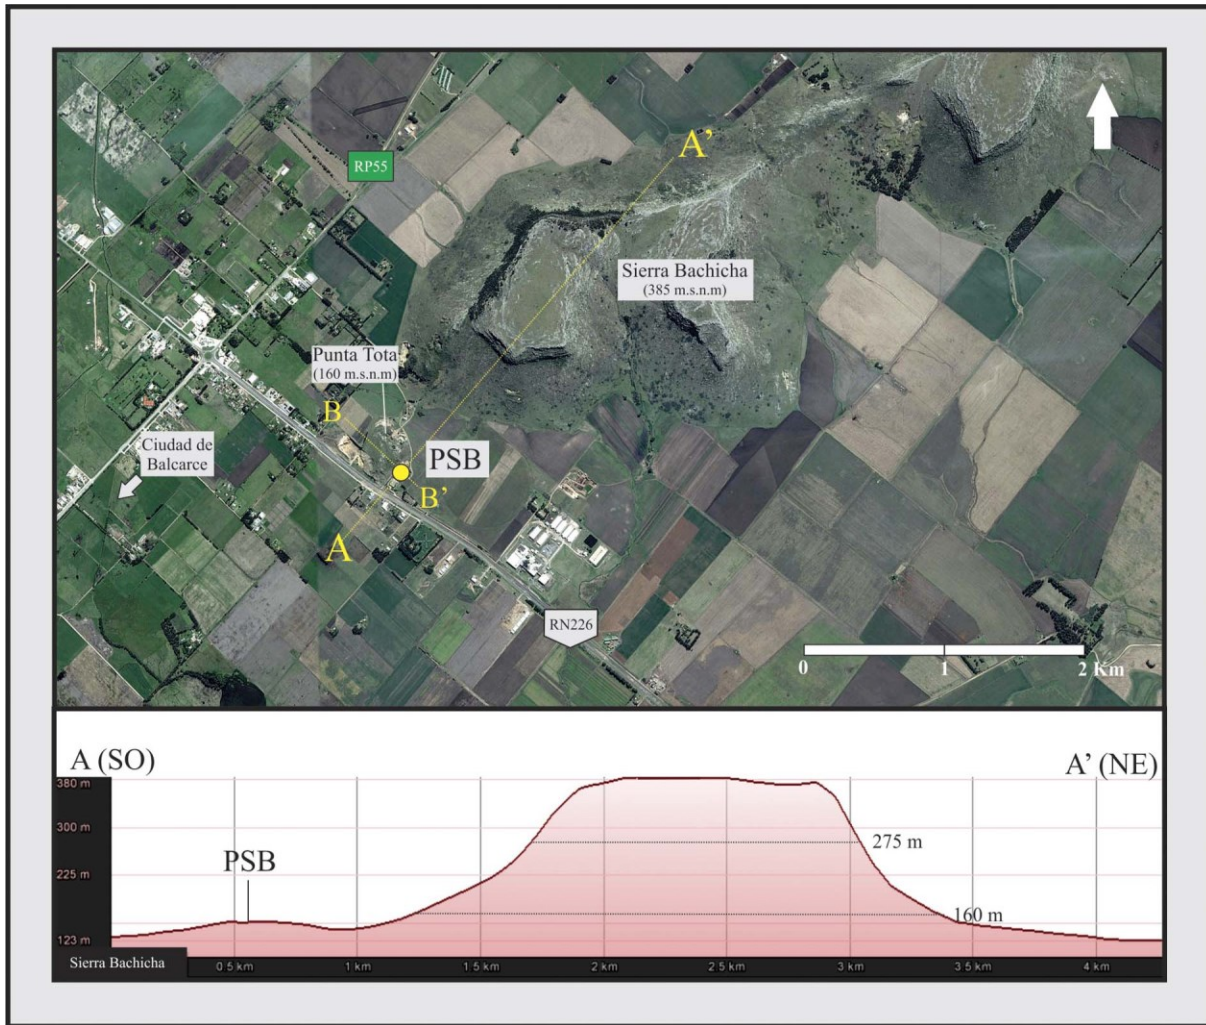 RP55
A'
Sierra Bachicha
(385 m.s.n.m)
Punta Tota
(160 m.s.n.m)
B
Ciudad de
Balcarce
PSB
B'
A
RN226
0 1 2 Km
A (SO)
A' (NE)
380 m
300 m
275 m
225 m
PSB
160 m
123 m
Sierra Bachicha
0.5 km 1 km 1.5 km 2 km 2.5 km 3 km 3.5 km 4 km